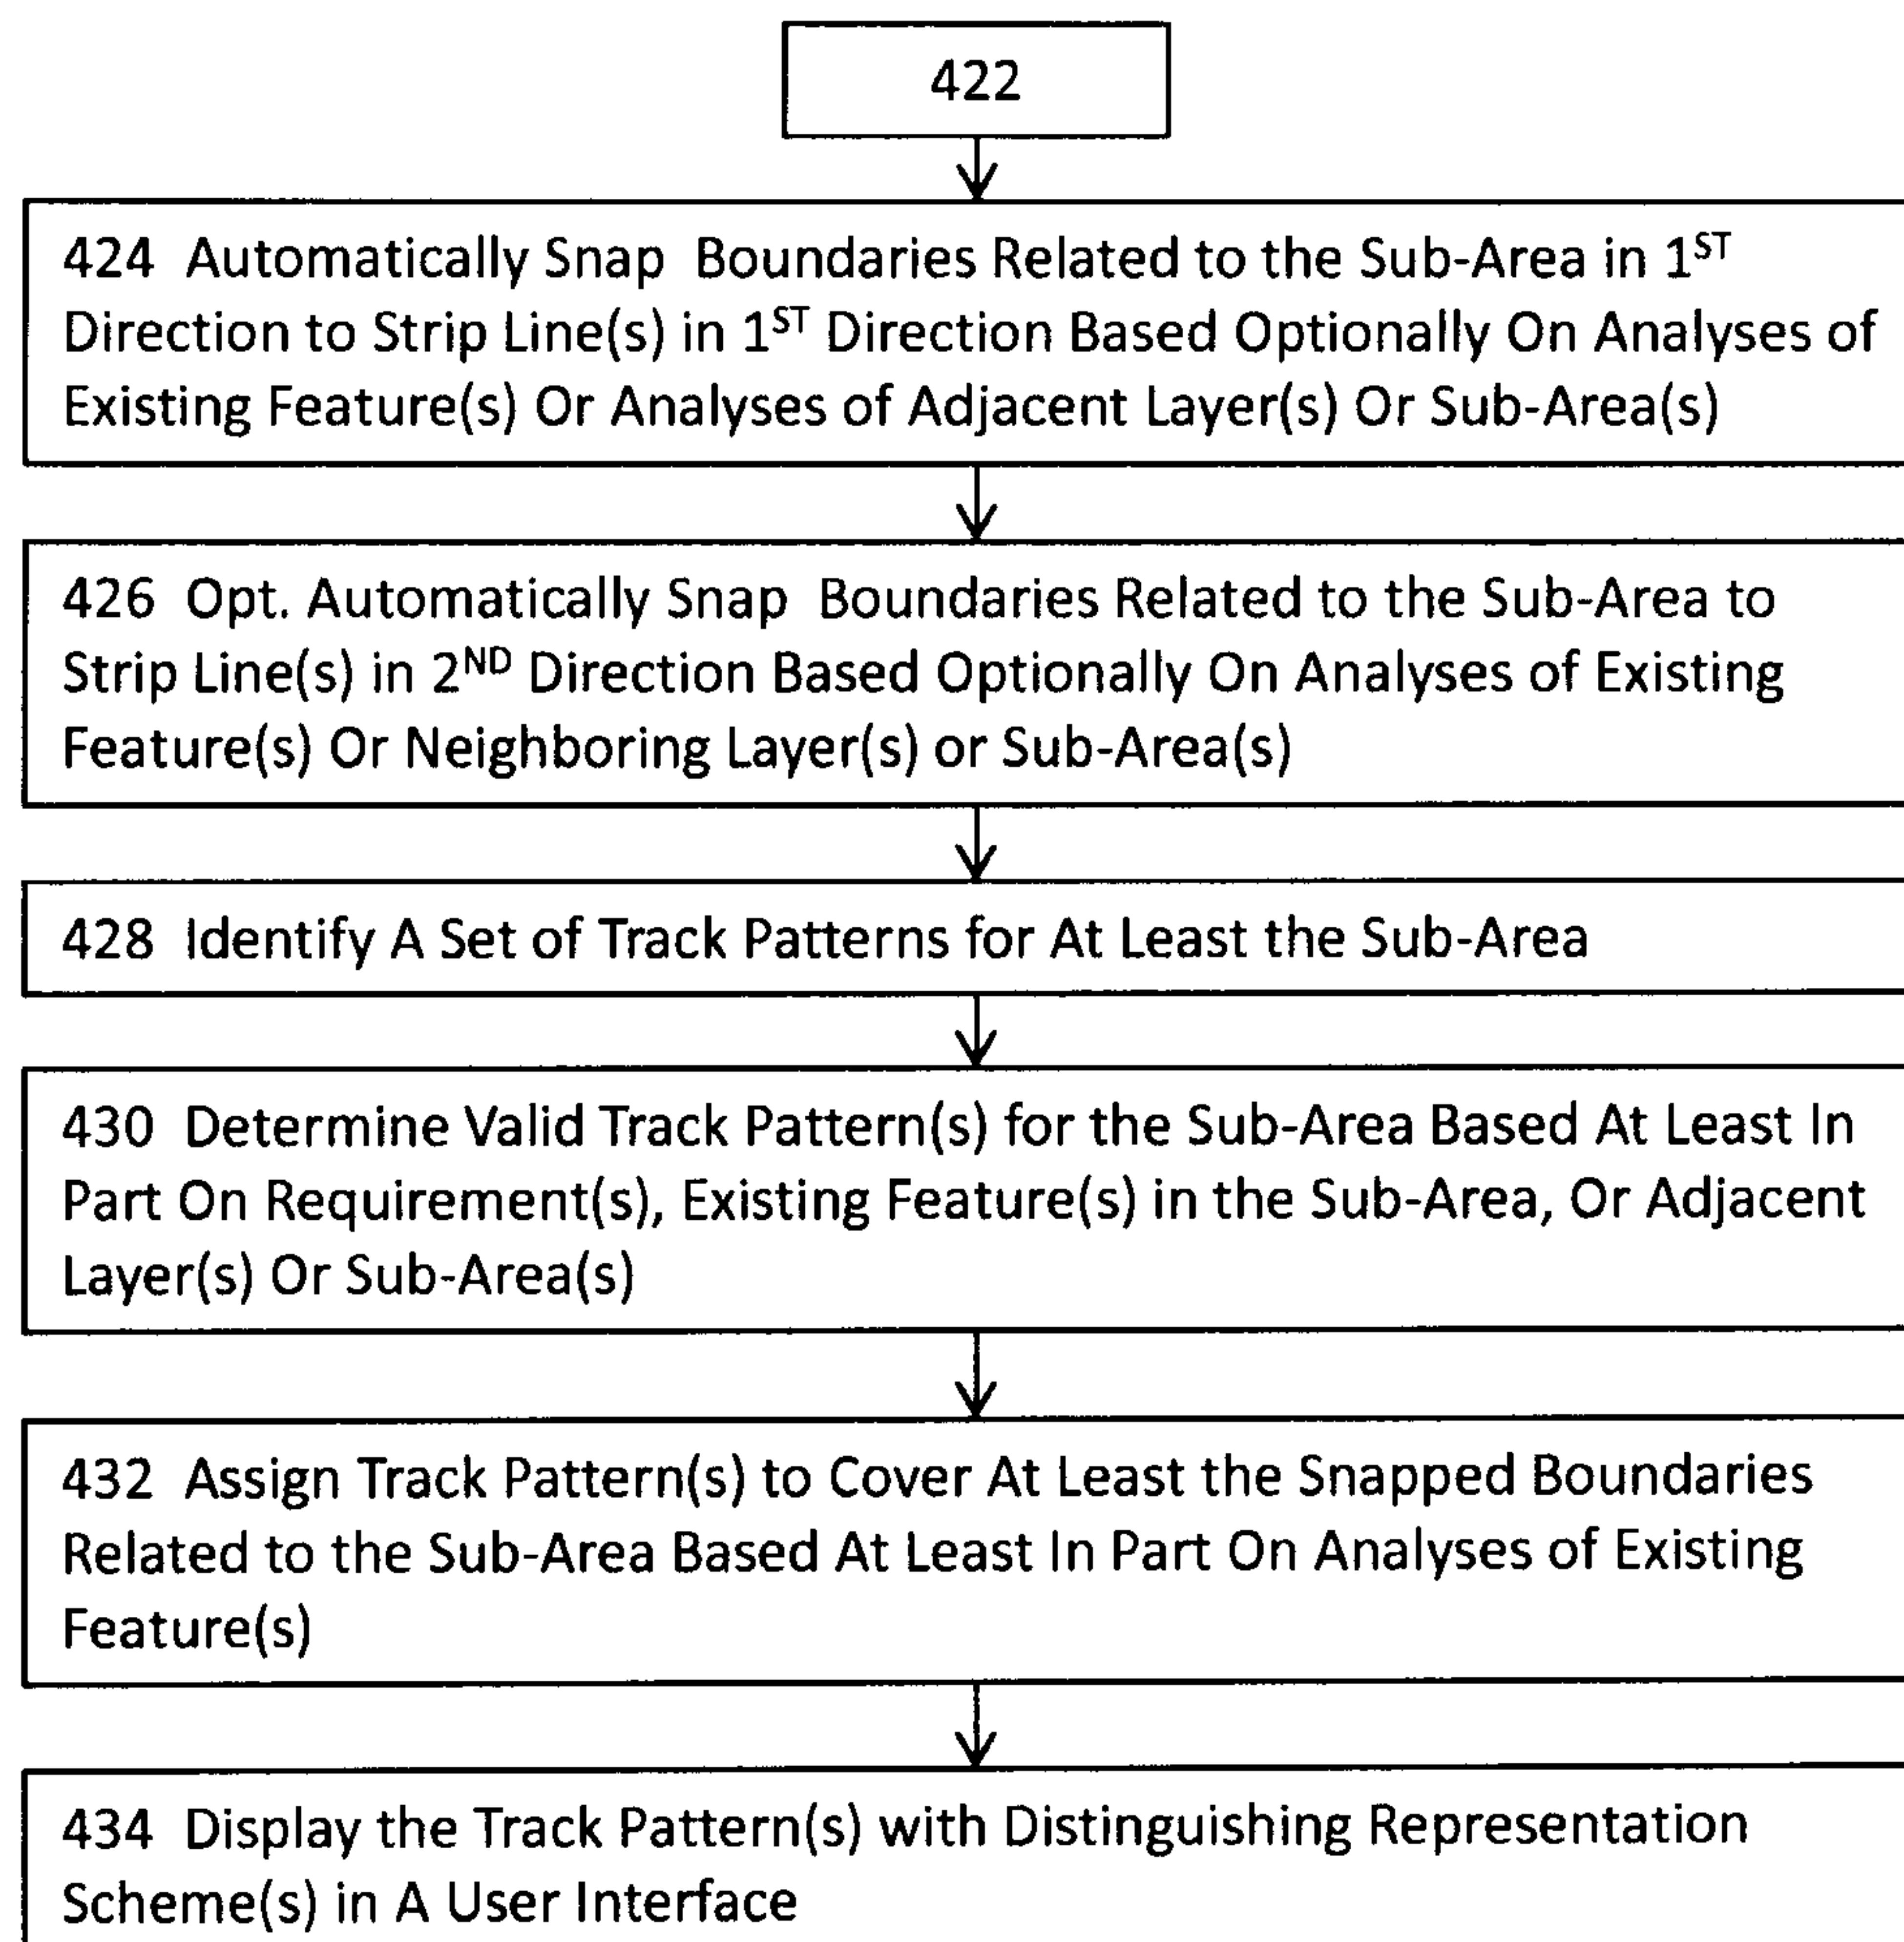 422
424 Automatically Snap Boundaries Related to the Sub-Area in 1ST
Direction to Strip Line(s) in 1ST Direction Based Optionally On Analyses of
Existing Feature(s) Or Analyses of Adjacent Layer(s) Or Sub-Area(s)
426 Opt. Automatically Snap Boundaries Related to the Sub-Area to
Strip Line(s) in 2ND Direction Based Optionally On Analyses of Existing
Feature(s) Or Neighboring Layer(s) or Sub-Area(s)
428 Identify A Set of Track Patterns for At Least the Sub-Area
430 Determine Valid Track Pattern(s) for the Sub-Area Based At Least In
Part On Requirement(s), Existing Feature(s) in the Sub-Area, Or Adjacent
Layer(s) Or Sub-Area(s)
432 Assign Track Pattern(s) to Cover At Least the Snapped Boundaries
Related to the Sub-Area Based At Least In Part On Analyses of Existing
Feature(s)
434 Display the Track Pattern(s) with Distinguishing Representation
Scheme(s) in A User Interface